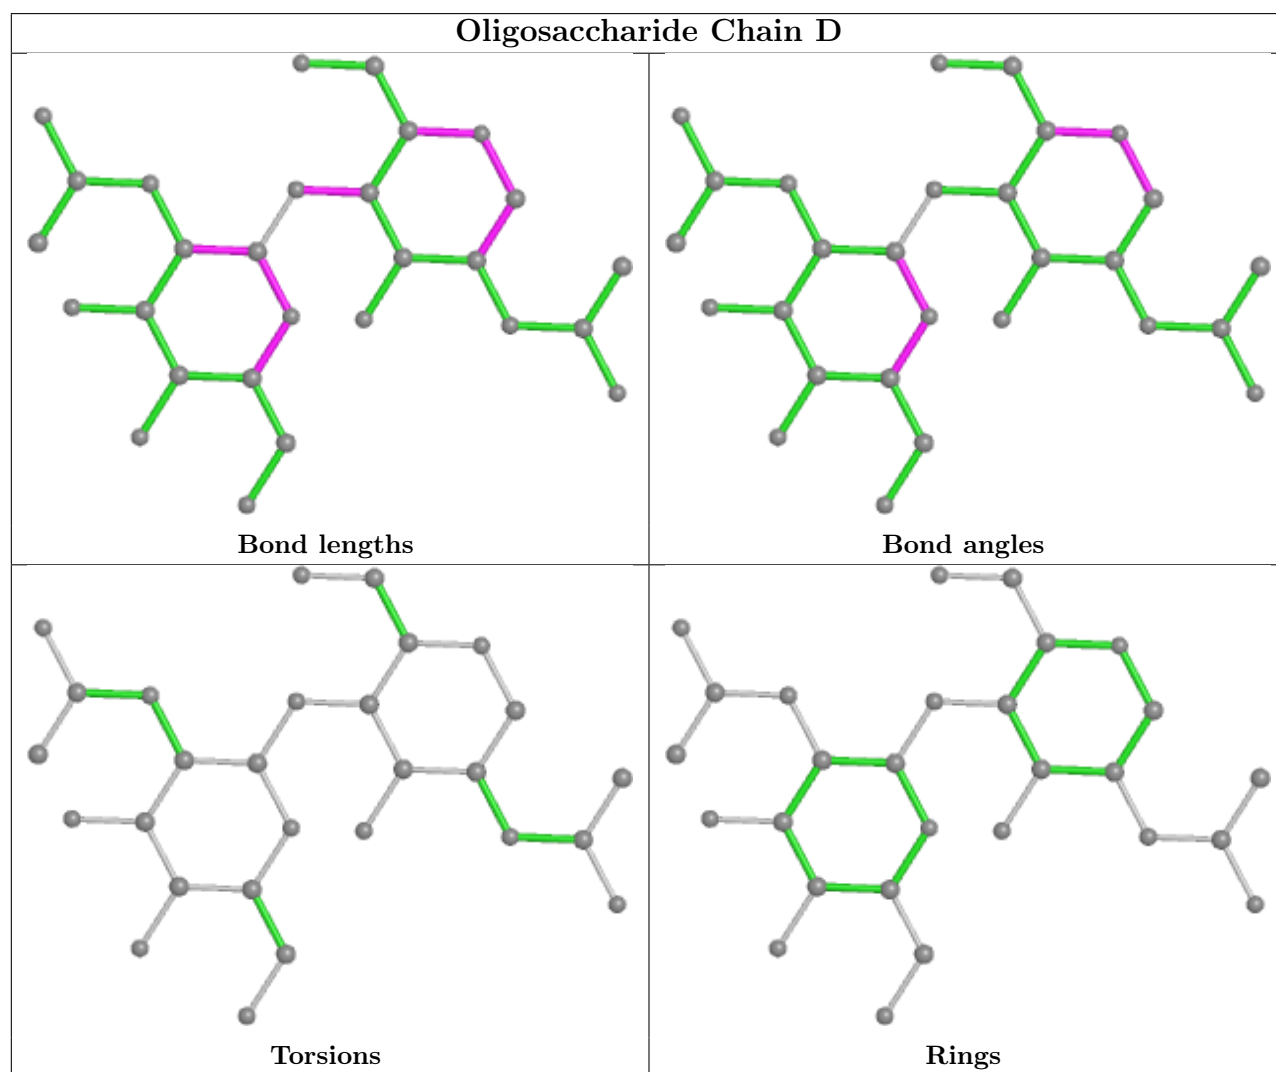 Oligosaccharide Chain D
Bond lengths
Bond angles
Torsions
Rings